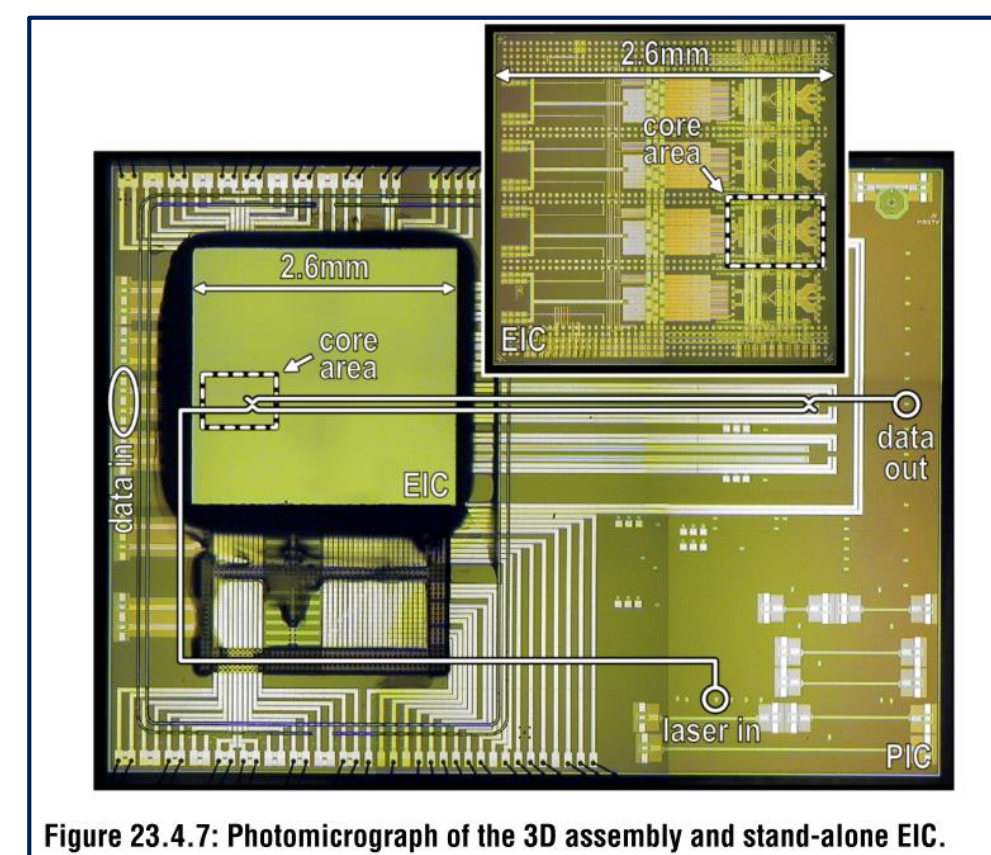 2.6mm
core
area
EIC
2.6mm
core
area
EIC
data in
data
out
laser in
PIC
Figure 23.4.7: Photomicrograph of the 3D assembly and stand-alone EIC.